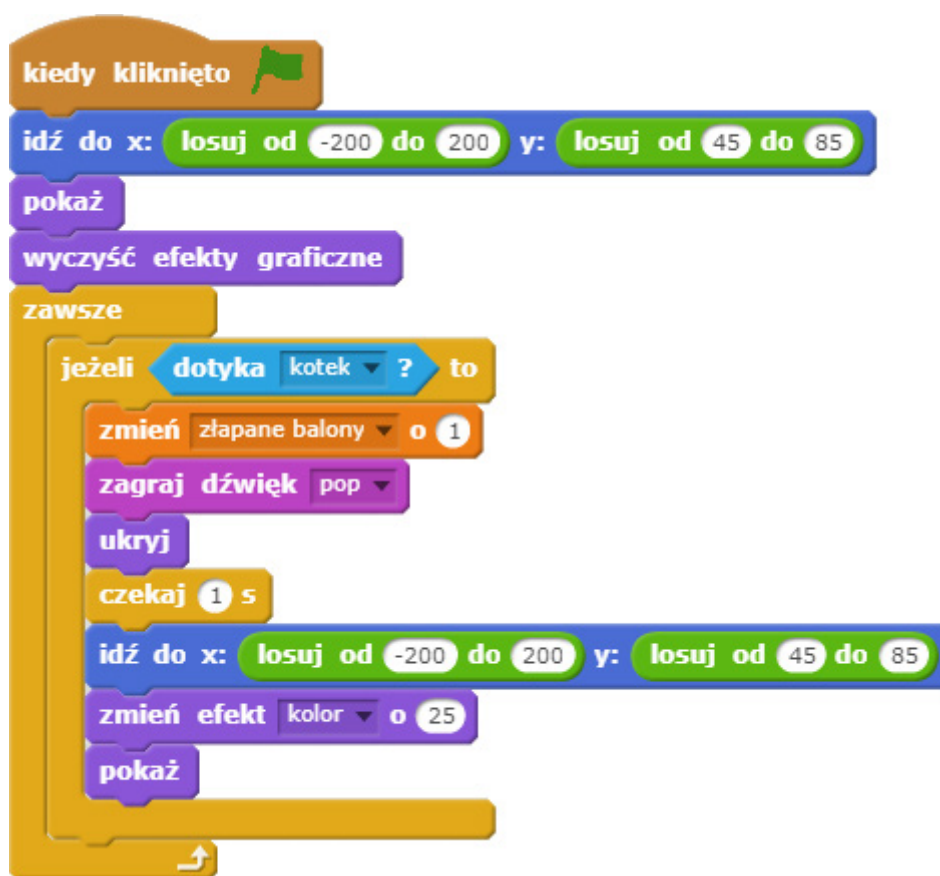 kiedy kliknięto
idź do x: losuj od -200 do 200 y: losuj od 45 do 85
pokaż
wyczyść efekty graficzne
zawsze
jeżeli dotyka kotek ? to
zmień złapane balony o 1
zagraj dźwięk pop
ukryj
czekaj 1 s
idź do x: losuj od -200 do 200 y: losuj od 45 do 85
zmień efekt kolor o 25
pokaż